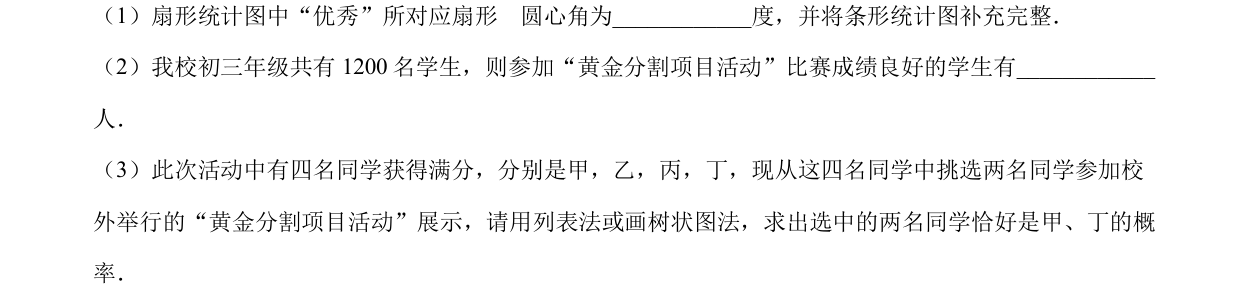 （1）扇形统计图中“优秀”所对应扇形　圆心角为____________度，并将条形统计图补充完整．
（2）我校初三年级共有 1200 名学生，则参加“黄金分割项目活动”比赛成绩良好的学生有____________
人．
（3）此次活动中有四名同学获得满分，分别是甲，乙，丙，丁，现从这四名同学中挑选两名同学参加校
外举行的“黄金分割项目活动”展示，请用列表法或画树状图法，求出选中的两名同学恰好是甲、丁的概
率．